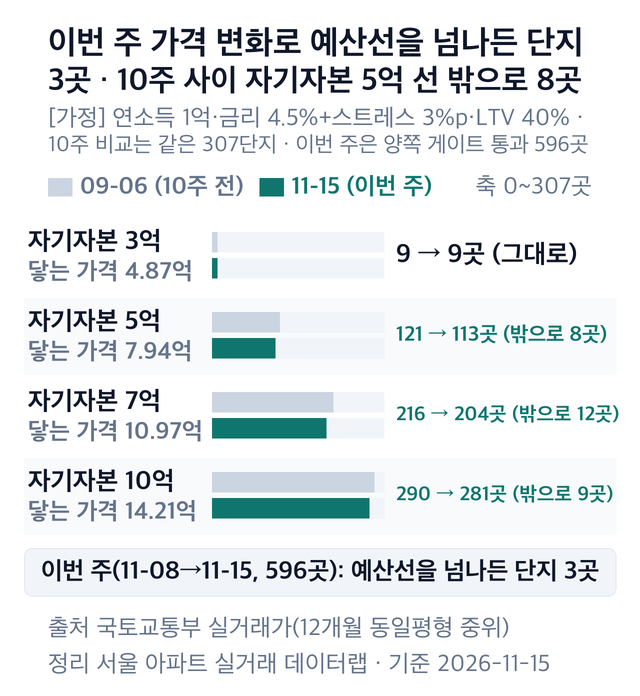 이번 주 가격 변화로 예산선을 넘나든 단지
3곳 · 10주 사이 자기자본 5억 선 밖으로 8곳
[가정] 연소득 1억·금리 4.5%+스트레스 3%p·LTV 40% ·
10주 비교는 같은 307단지 · 이번 주은 양쪽 게이트 통과 596곳
09-06 (10주 전) 11-15 (이번 주) 축 0~307곳
자기자본 3억
닿는 가격 4.87억
9 → 9곳 (그대로)
자기자본 5억
닿는 가격 7.94억
121 → 113곳 (밖으로 8곳)
자기자본 7억
닿는 가격 10.97억
216 → 204곳 (밖으로 12곳)
자기자본 10억
닿는 가격 14.21억
290 → 281곳 (밖으로 9곳)
이번 주(11-08→11-15, 596곳): 예산선을 넘나든 단지 3곳
출처 국토교통부 실거래가(12개월 동일평형 중위)
정리 서울 아파트 실거래 데이터랩 · 기준 2026-11-15